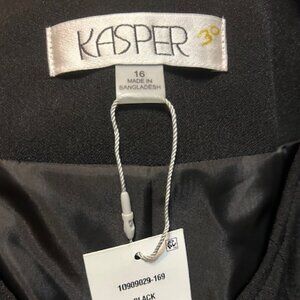 KASPER 30
16
MADE IN
BANGLADESH
10909029-169
BLACK